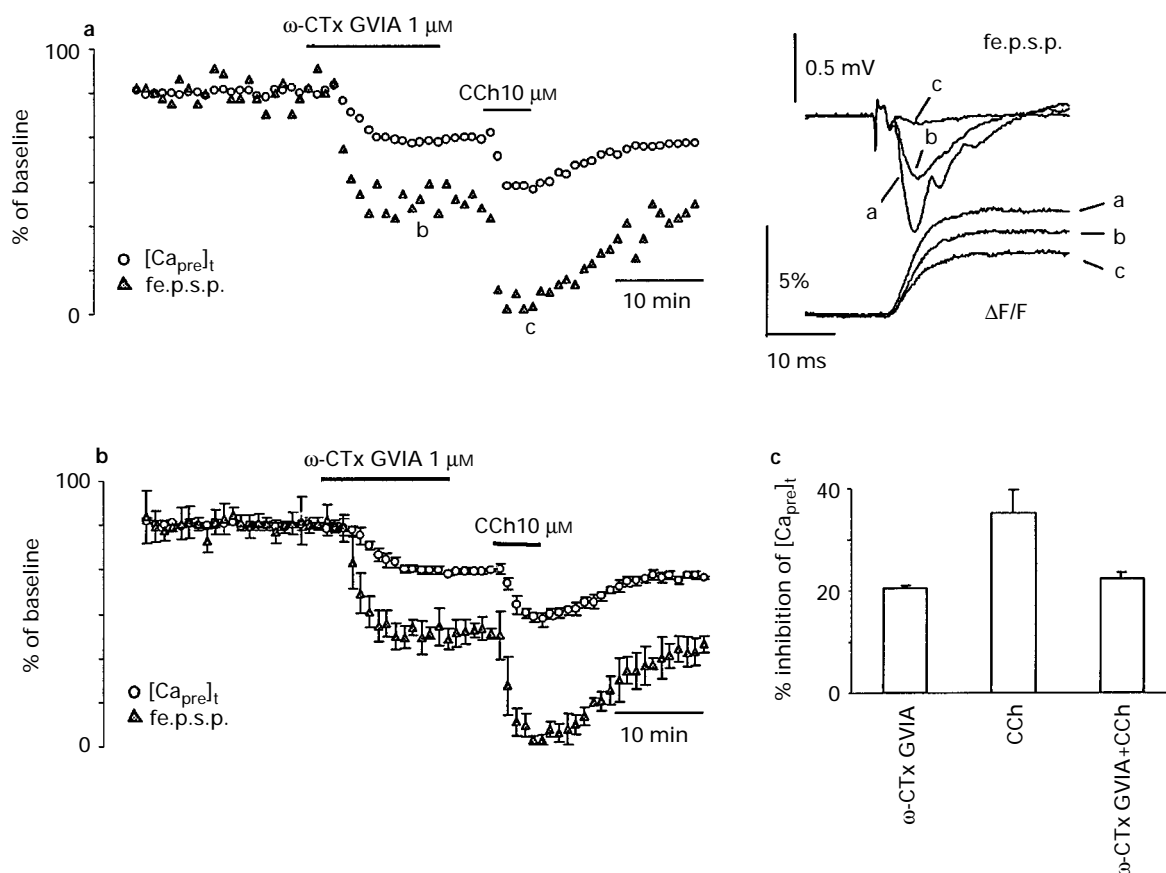 a
ω-CTx GVIA 1 μM
100
CCh10 μM
% of baseline
[Ca_pre]_t
fe.p.s.p.
b
c
10 min
0
fe.p.s.p.
0.5 mV
c
b
a
a
b
c
5%
ΔF/F
10 ms
b
ω-CTx GVIA 1 μM
100
CCh10 μM
% of baseline
[Ca_pre]_t
fe.p.s.p.
10 min
0
c
% inhibition of [Ca_pre]_t
40
20
0
ω-CTx GVIA
CCh
ω-CTx GVIA+CCh